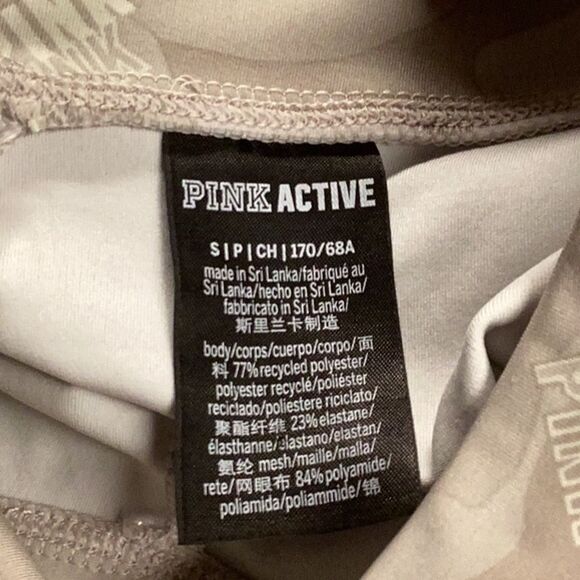 PINK ACTIVE
S|P|CH|170/68A
made in Sri Lanka/fabriqué au
Sri Lanka/hecho en Sri Lanka/
fabbricato in Sri Lanka/
斯里兰卡制造
body/corps/cuerpo/corpo/面
料 77%recycled polyester/
polyester recyclé/poliéster
reciclado/poliestere riciclato/
聚酯纤维 23%elastane/
élasthanne/elastano/elastan/
氨纶 mesh/maille/malla/
rete/网眼布 84%polyamide/
poliamida/poliammide/锦
PINK